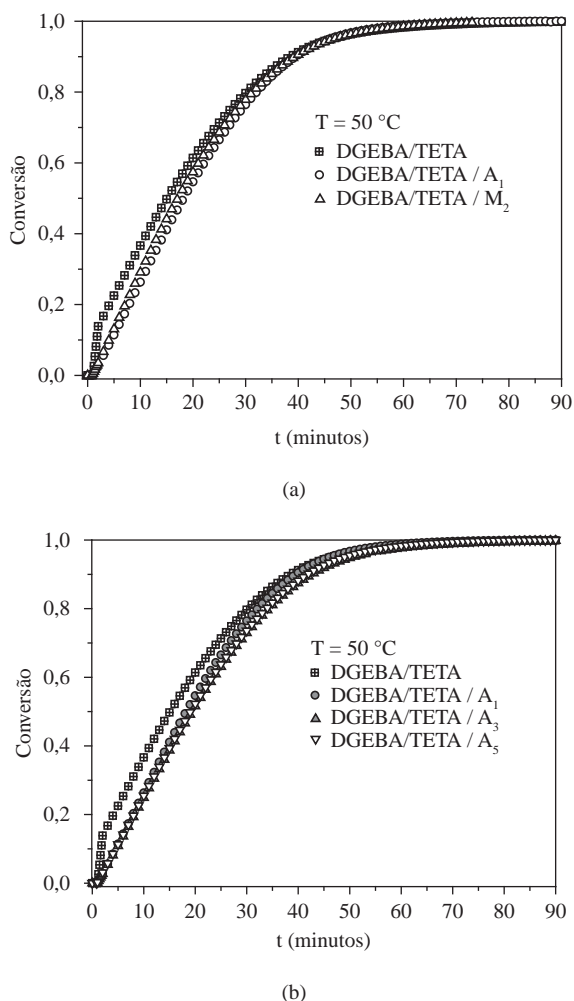 1,0
0,8
0,6
0,4
0,2
0,0
Conversão
T = 50 °C
DGEBA/TETA
DGEBA/TETA / A₁
DGEBA/TETA / M₂
0 10 20 30 40 50 60 70 80 90
t (minutos)
(a)
1,0
0,8
0,6
0,4
0,2
0,0
Conversão
T = 50 °C
DGEBA/TETA
DGEBA/TETA / A₁
DGEBA/TETA / A₃
DGEBA/TETA / A₅
0 10 20 30 40 50 60 70 80 90
t (minutos)
(b)